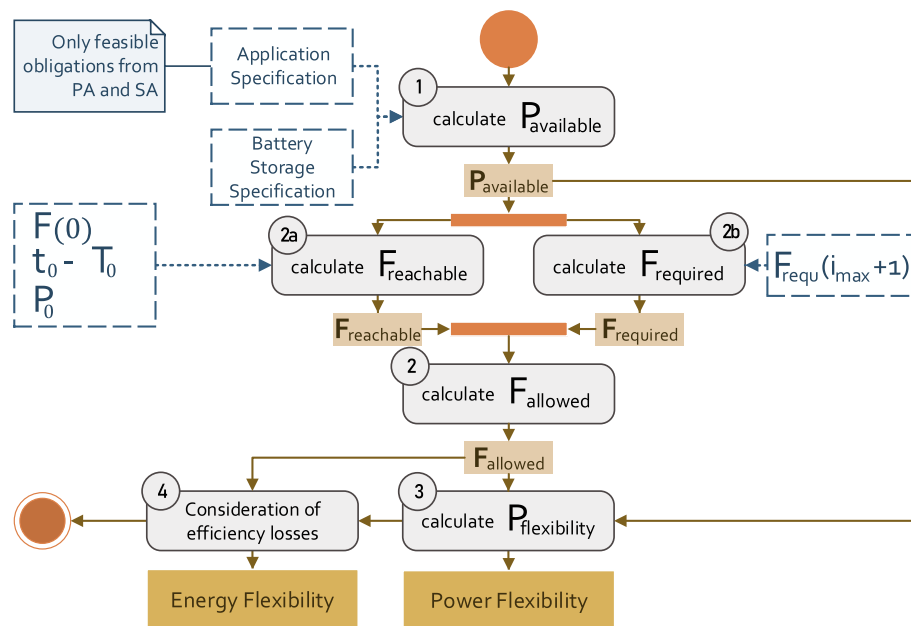 Only feasible
obligations from
PA and SA
Application
Specification
Battery
Storage
Specification
1
calculate Pavailable
Pavailable
F(0)
t0 - T0
P0
2a
calculate Freachable
2b
calculate Frequired
Frequ(imax+1)
Freachable
Frequired
2
calculate Fallowed
Fallowed
4
Consideration of
efficiency losses
3
calculate Pflexibility
Energy Flexibility
Power Flexibility